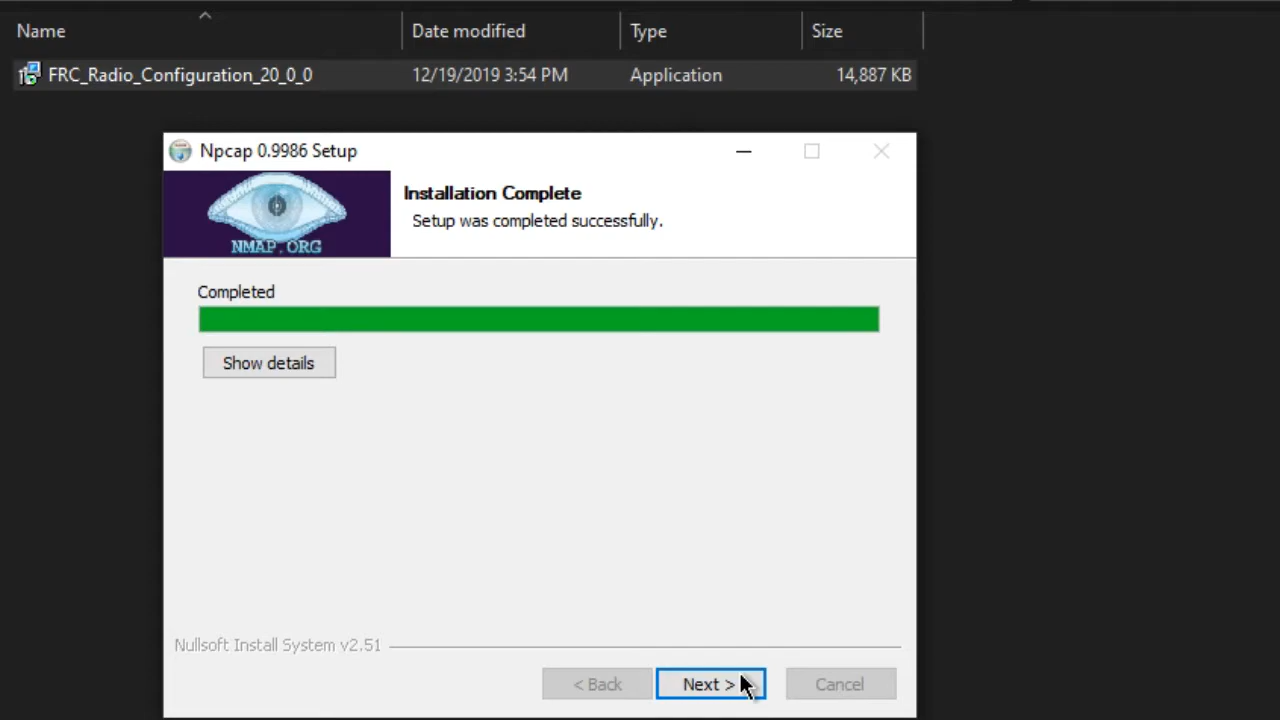 Name Date modified Type Size
FRC_Radio_Configuration_20_0_0 12/19/2019 3:54 PM Application 14,887 KB
Npcap 0.9986 Setup
NMAP.ORG
Installation Complete
Setup was completed successfully.
Completed
Show details
Nullsoft Install System v2.51
< Back Next > Cancel